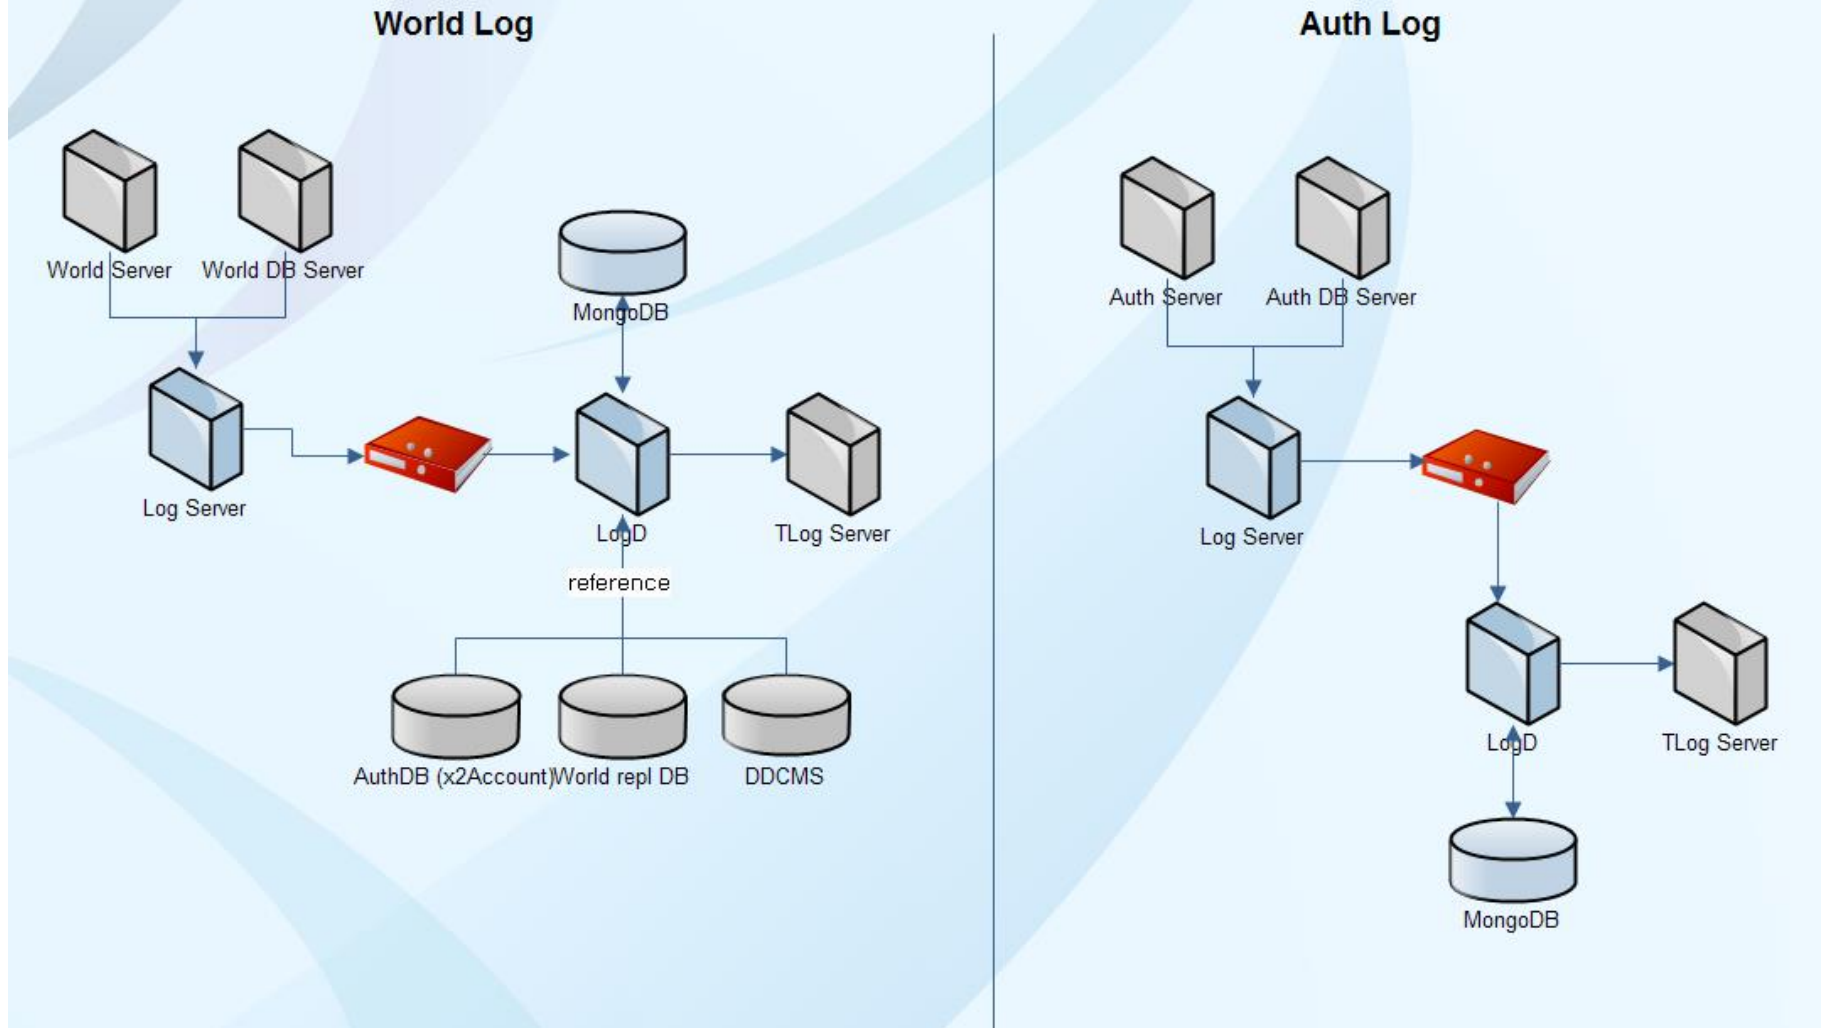 World Log
Auth Log
World Server
World DB Server
MongoDB
Log Server
LogD
TLog Server
reference
AuthDB (x2Account)
World repl DB
DDCMS
Auth Server
Auth DB Server
Log Server
LogD
TLog Server
MongoDB